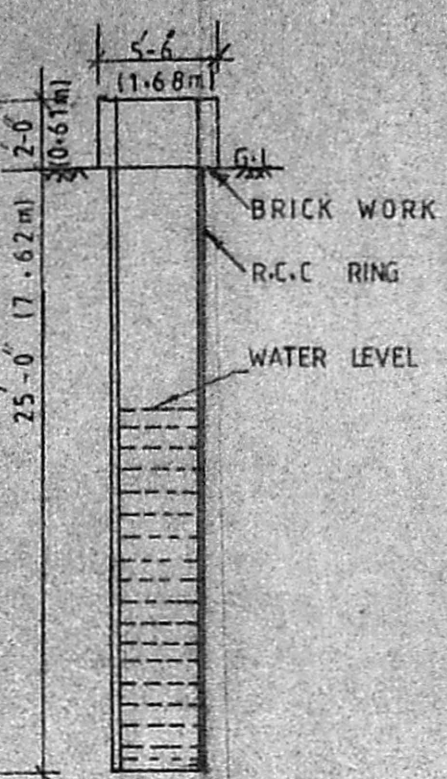 5'-6"
(1.68m)
2'-0"
(0.61m)
G.L
BRICK WORK
R.C.C RING
25'-0" (7.62m)
WATER LEVEL